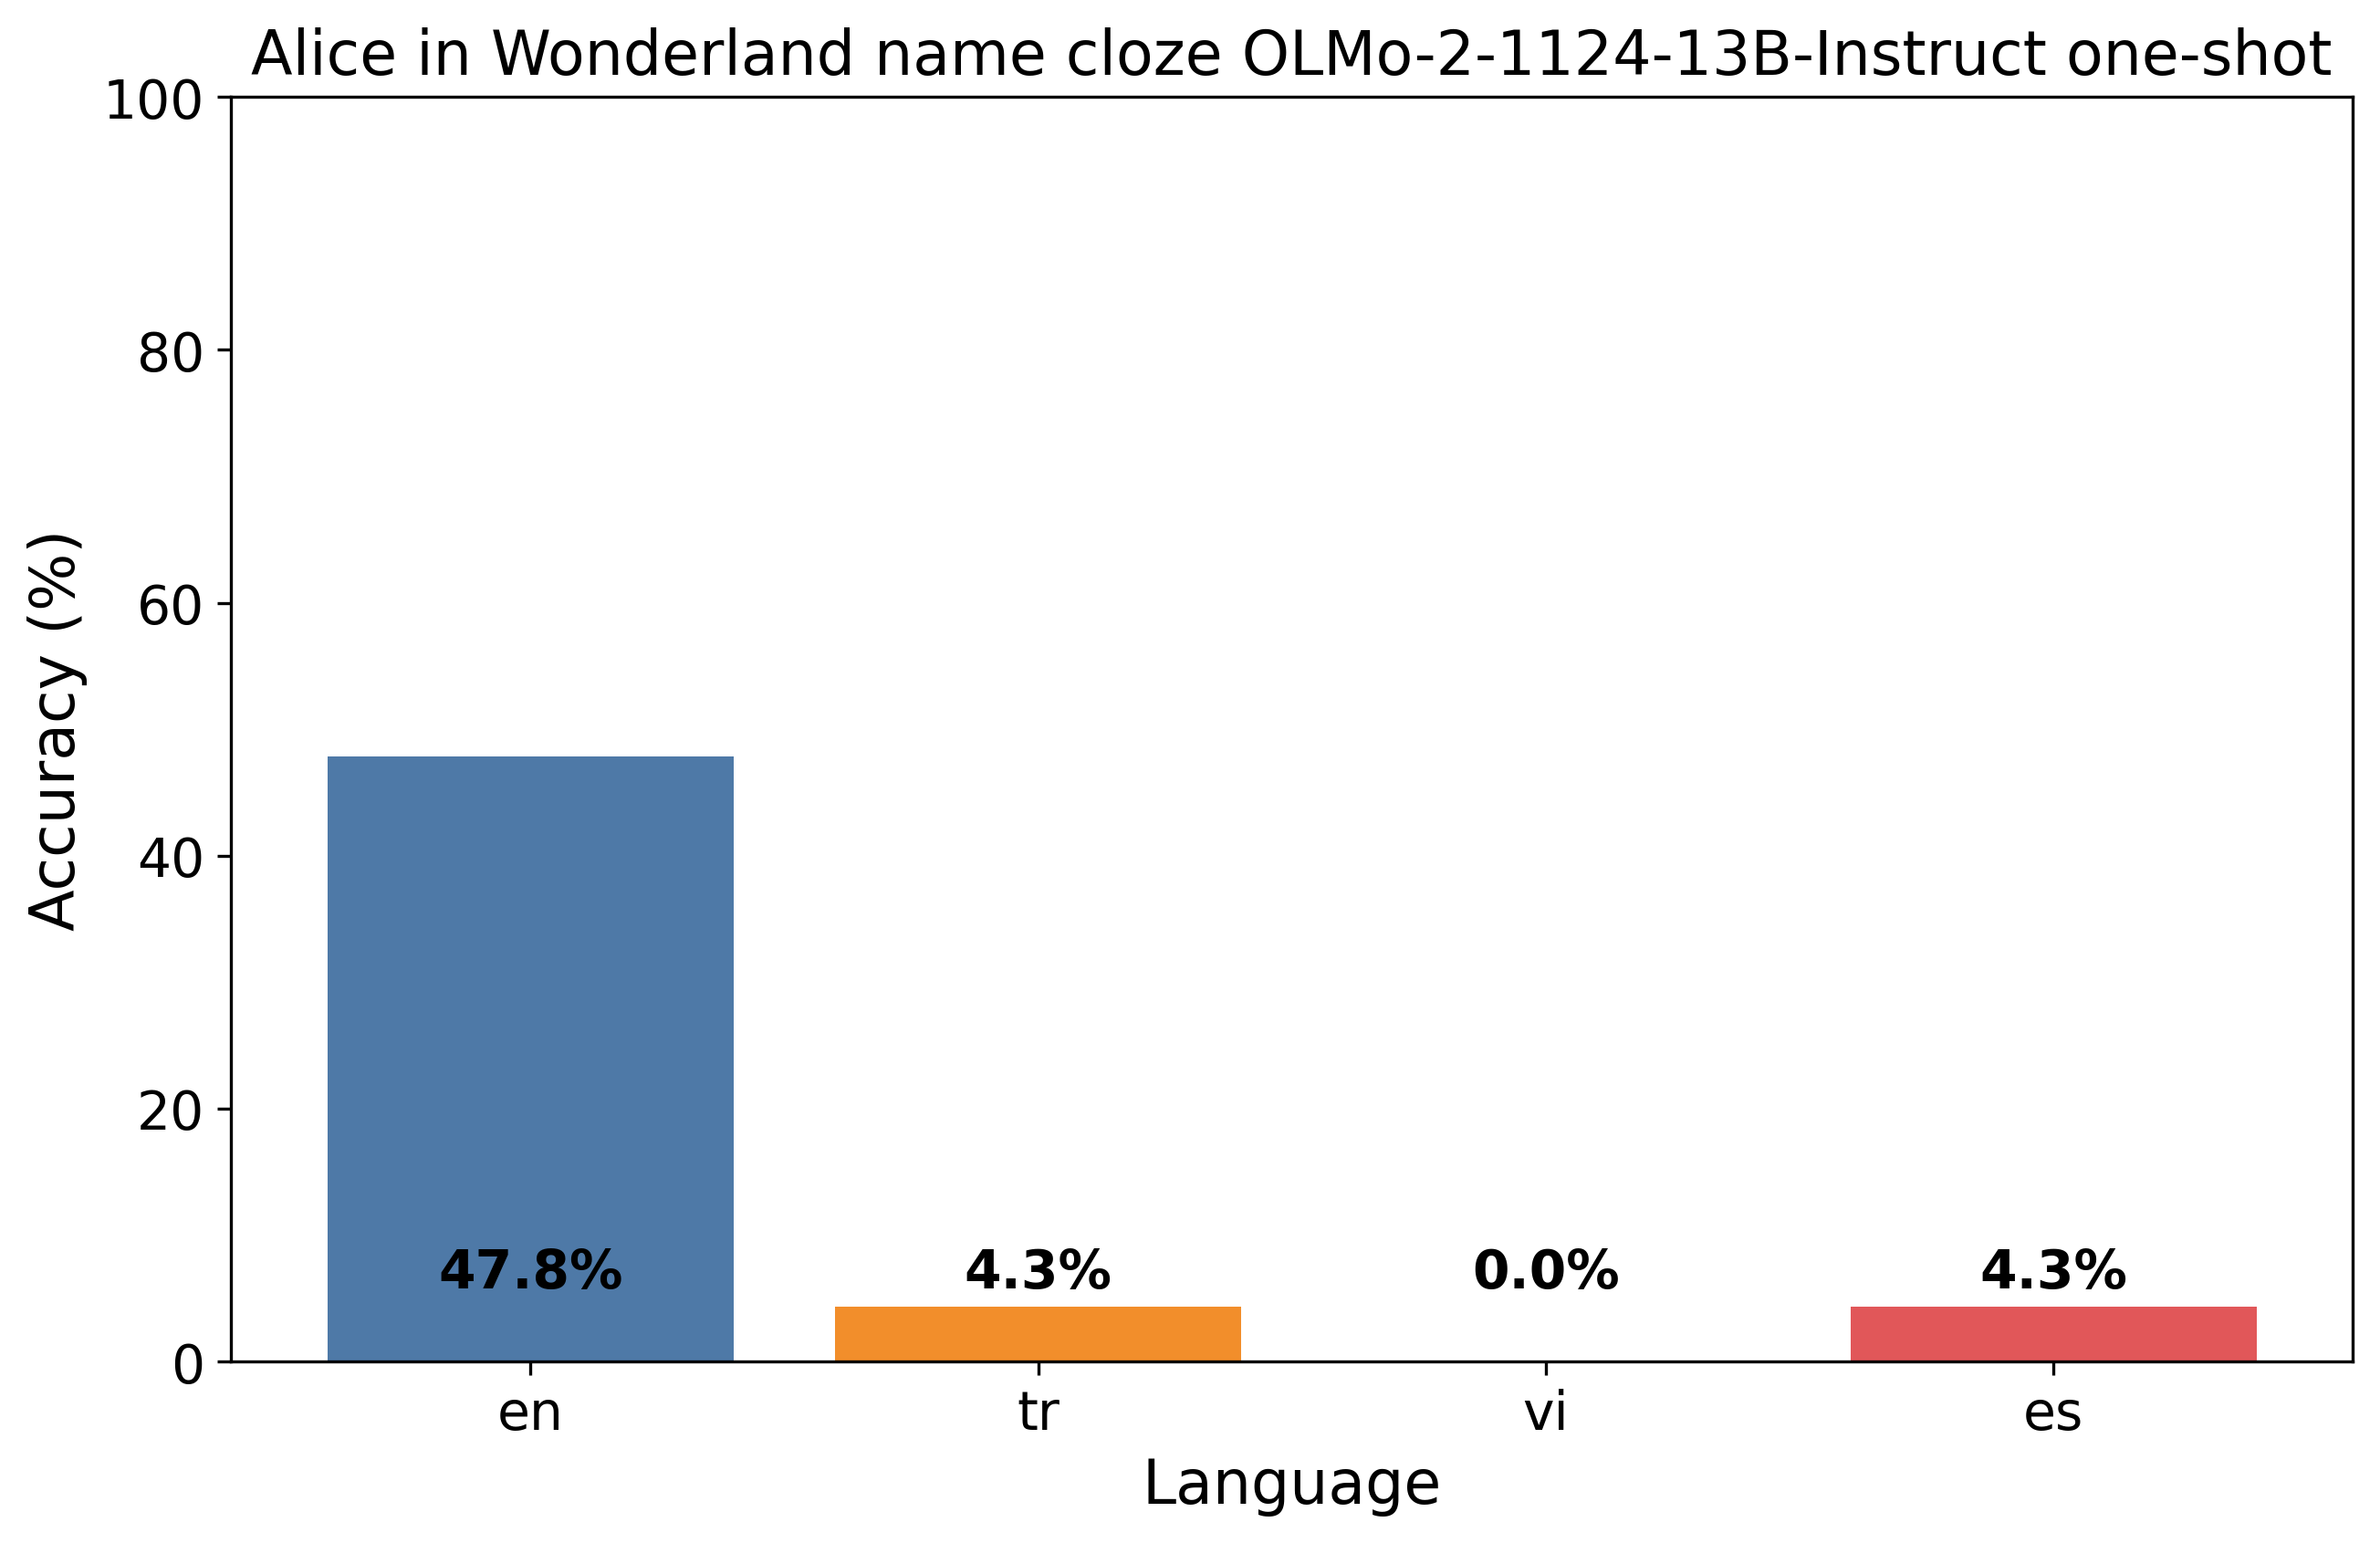 Alice in Wonderland name cloze OLMo-2-1124-13B-Instruct one-shot
Accuracy (%)
100
80
60
40
20
0
47.8%
4.3%
0.0%
4.3%
en
tr
vi
es
Language